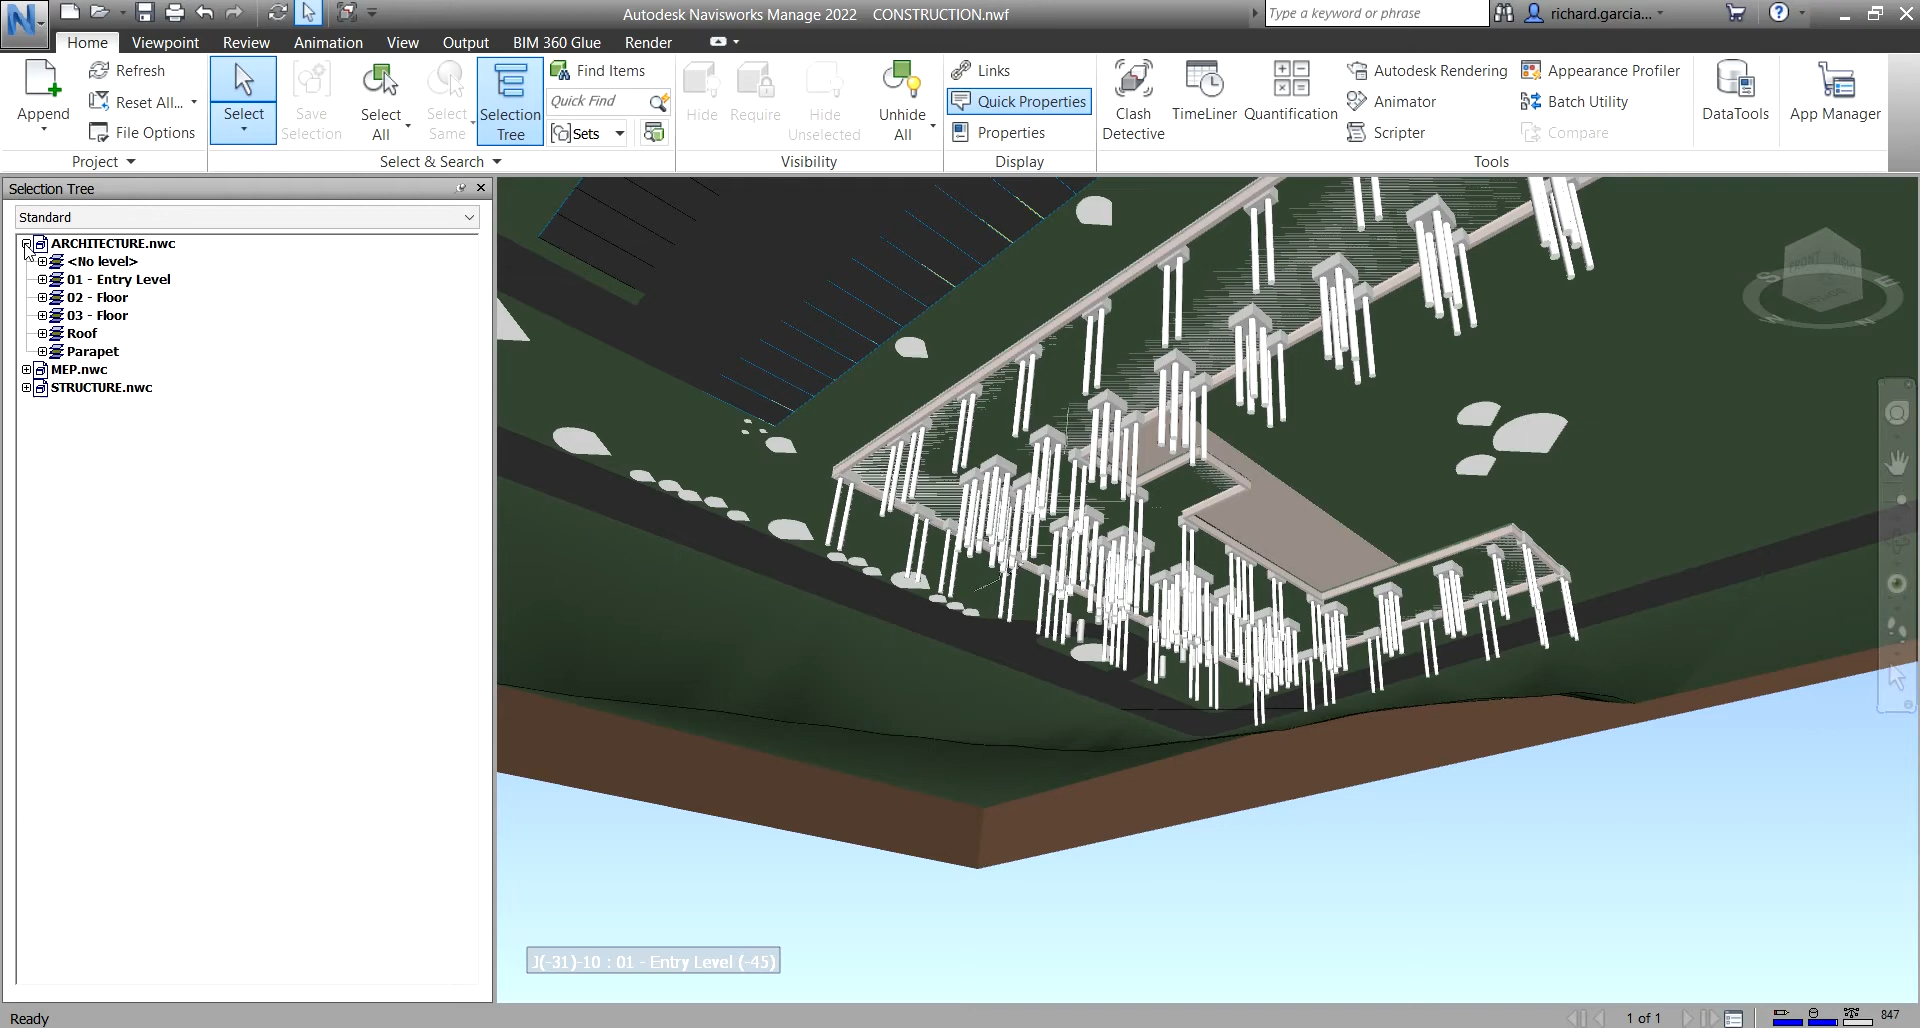 Autodesk Navisworks Manage 2022 CONSTRUCTION.nwf
Type a keyword or phrase
richard.garcia...
Home Viewpoint Review Animation View Output BIM 360 Glue Render
Append
Refresh
Reset All...
File Options
Project
Select
Save Selection
Select All
Select Same
Selection Tree
Find Items
Quick Find
Sets
Select & Search
Hide
Require
Hide Unselected
Unhide All
Visibility
Links
Quick Properties
Properties
Display
Clash Detective
TimeLiner
Quantification
Autodesk Rendering
Animator
Scripter
Appearance Profiler
Batch Utility
Compare
Tools
DataTools
App Manager
Selection Tree
Standard
ARCHITECTURE.nwc
<No level>
01 - Entry Level
02 - Floor
03 - Floor
Roof
Parapet
MEP.nwc
STRUCTURE.nwc
FRONT RIGHT
S E
J(-31)-10 : 01 - Entry Level (-45)
Ready
1 of 1
847